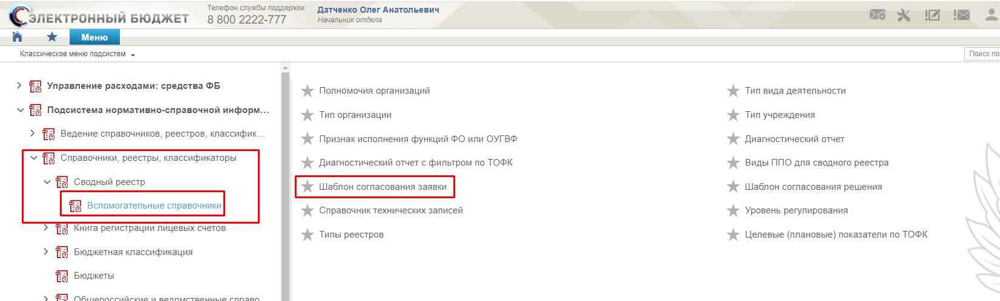 ЭЛЕКТРОННЫЙ БЮДЖЕТ
Телефон службы поддержки
8 800 2222-777
Датченко Олег Анатольевич
Начальник отдела
Меню
Классическое меню подсистем
Поиск по
Управление расходами: средства ФБ
Подсистема нормативно-справочной информ...
Ведение справочников, реестров, классифик...
Справочники, реестры, классификаторы
Сводный реестр
Вспомогательные справочники
Книга регистрации лицевых счетов
Бюджетная классификация
Бюджеты
Общероссийские и ведомственные справо
Полномочия организаций
Тип организации
Признак исполнения функций ФО или ОУГВФ
Диагностический отчет с фильтром по ТОФК
Шаблон согласования заявки
Справочник технических записей
Типы реестров
Тип вида деятельности
Тип учреждения
Диагностический отчет
Виды ППО для сводного реестра
Шаблон согласования решения
Уровень регулирования
Целевые (плановые) показатели по ТОФК